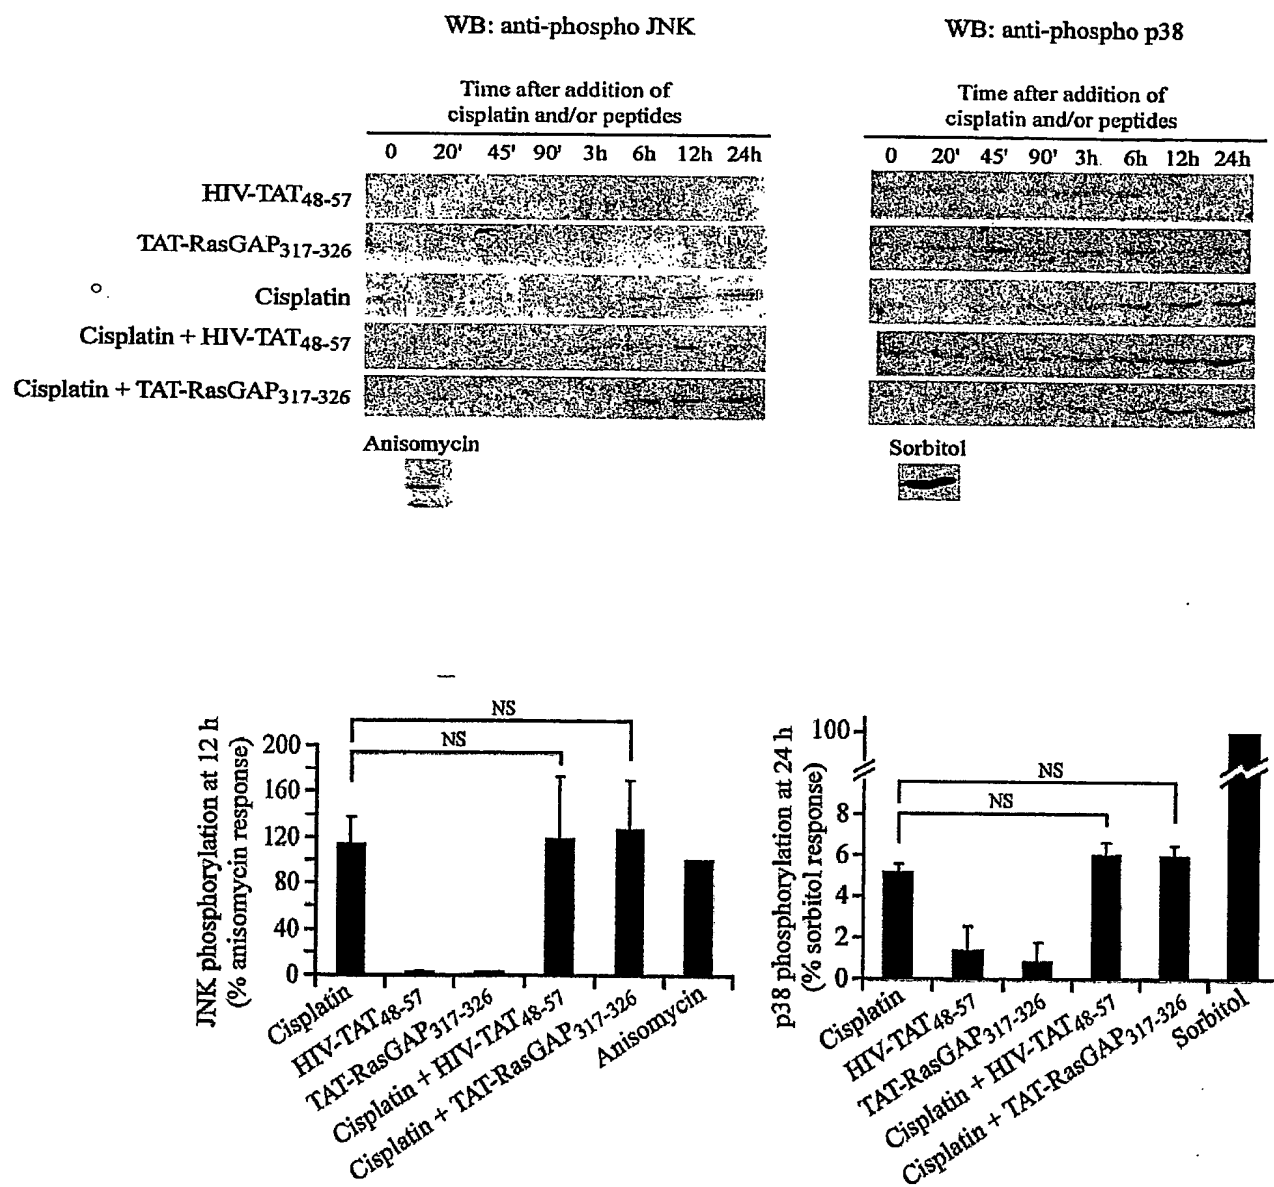 WB: anti-phospho JNK
WB: anti-phospho p38
Time after addition of
cisplatin and/or peptides
Time after addition of
cisplatin and/or peptides
0 20' 45' 90' 3h 6h 12h 24h
0 20' 45' 90' 3h 6h 12h 24h
HIV-TAT48-57
TAT-RasGAP317-326
Cisplatin
Cisplatin + HIV-TAT48-57
Cisplatin + TAT-RasGAP317-326
Anisomycin
Sorbitol
JNK phosphorylation at 12 h
(% anisomycin response)
200
160
120
80
40
0
NS
NS
Cisplatin
HIV-TAT48-57
TAT-RasGAP317-326
Cisplatin + HIV-TAT48-57
Cisplatin + TAT-RasGAP317-326
Anisomycin
p38 phosphorylation at 24 h
(% sorbitol response)
100
8
6
4
2
0
NS
NS
Cisplatin
HIV-TAT48-57
TAT-RasGAP317-326
Cisplatin + HIV-TAT48-57
Cisplatin + TAT-RasGAP317-326
Sorbitol